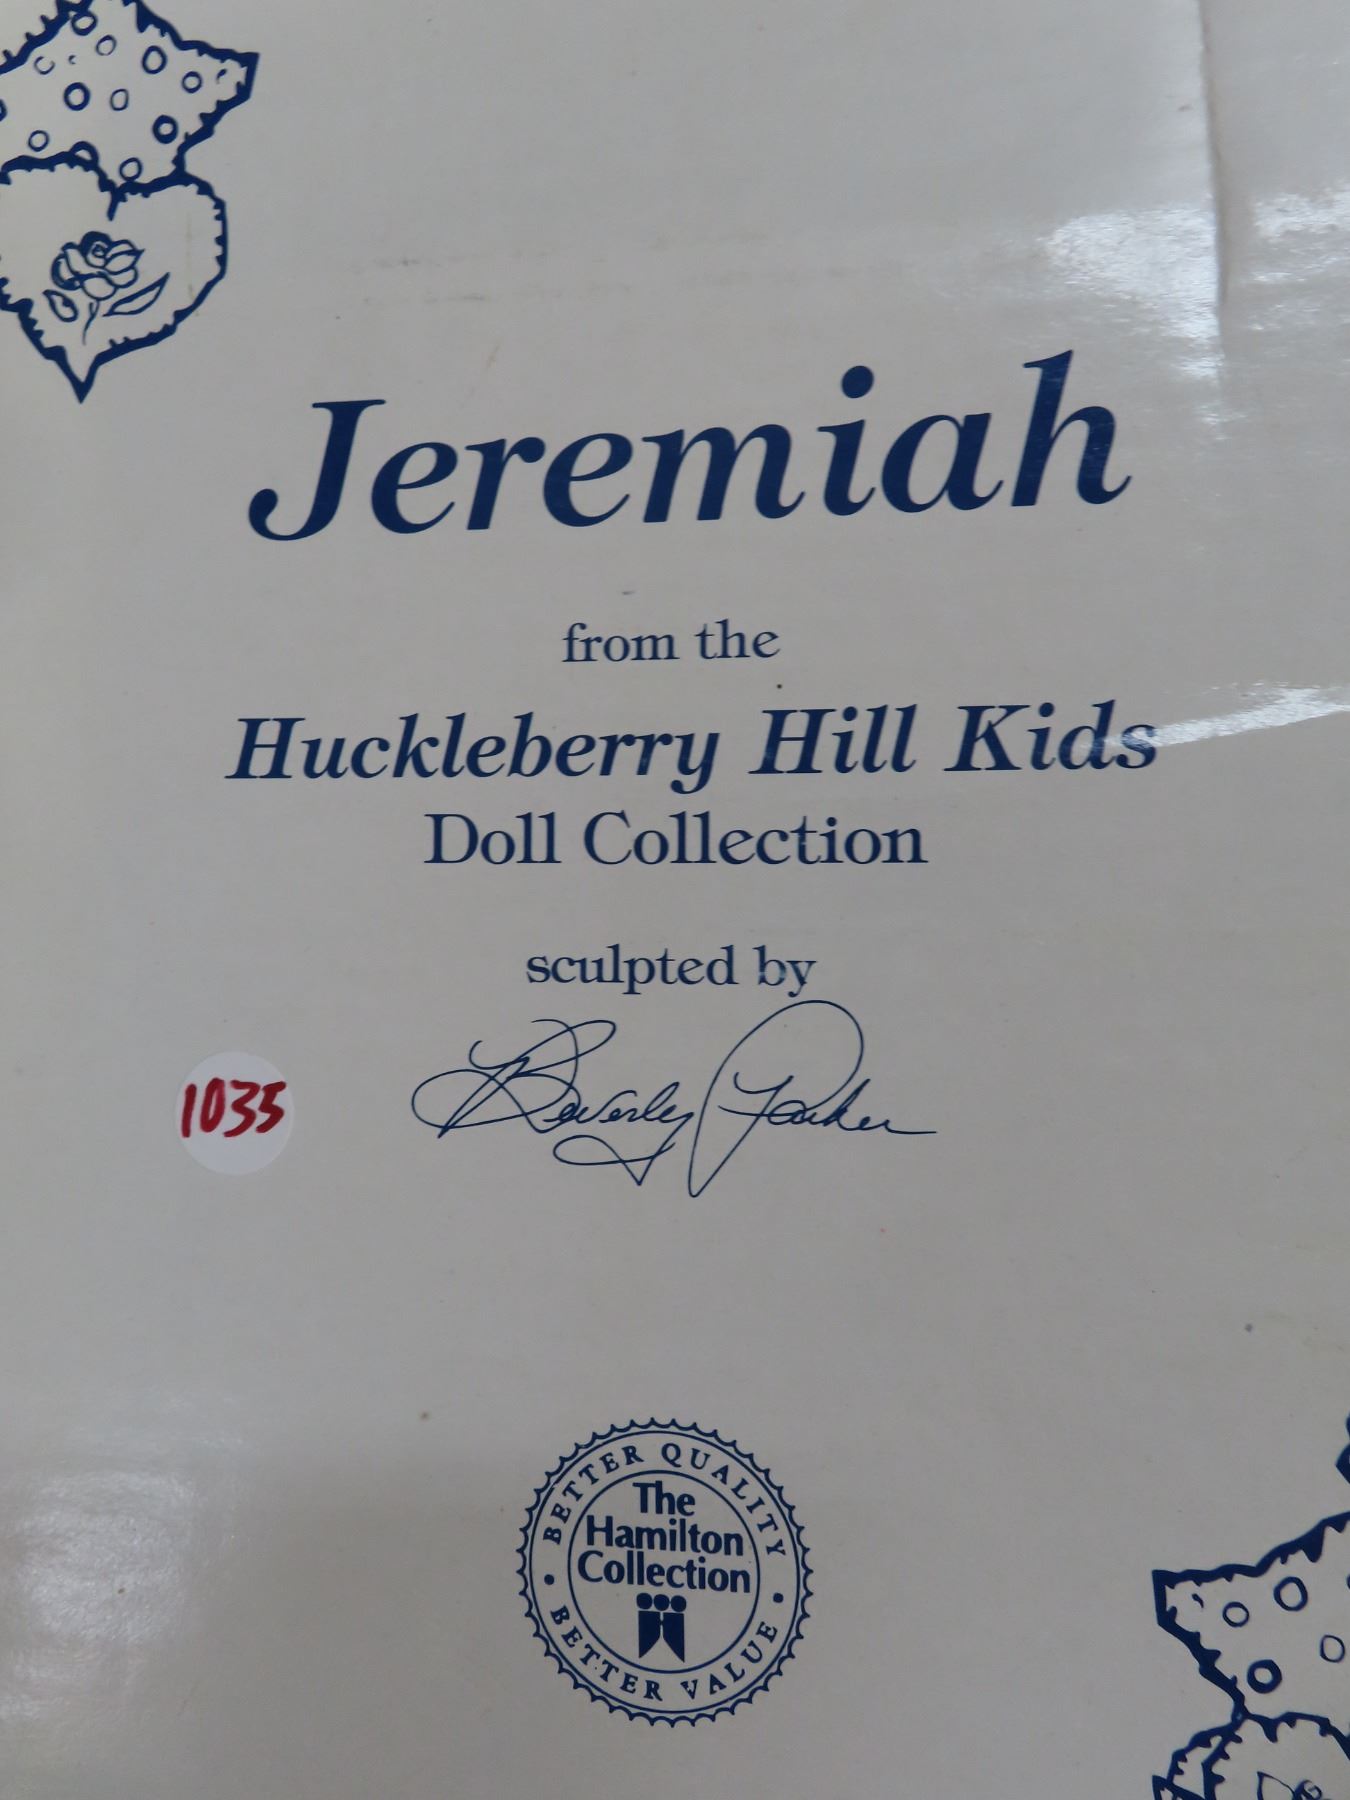 Jeremiah
from the
Huckleberry Hill Kids
Doll Collection
sculpted by
Beverly Parker
1035
BETTER QUALITY
The
Hamilton
Collection
BETTER VALUE